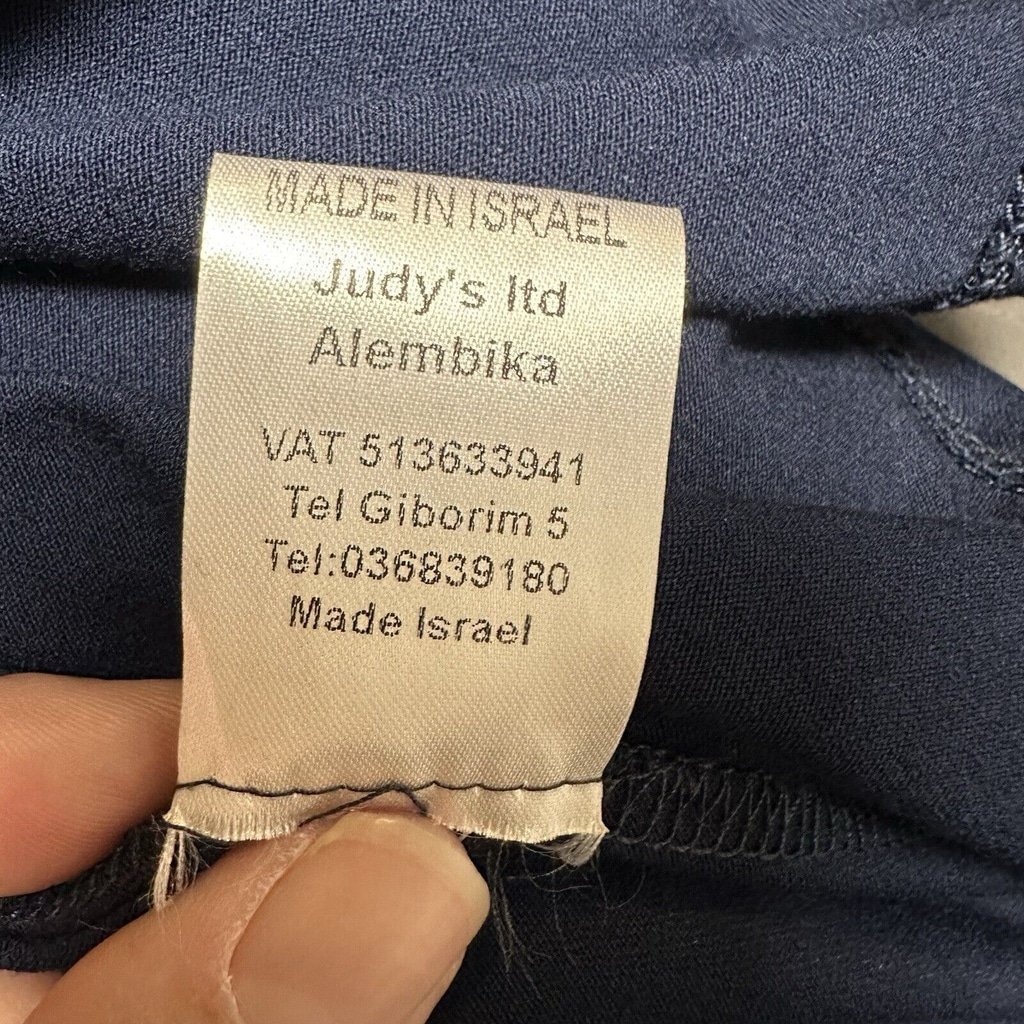 MADE IN ISRAEL
Judy's ltd
Alembika
VAT 513633941
Tel Giborim 5
Tel:036839180
Made Israel